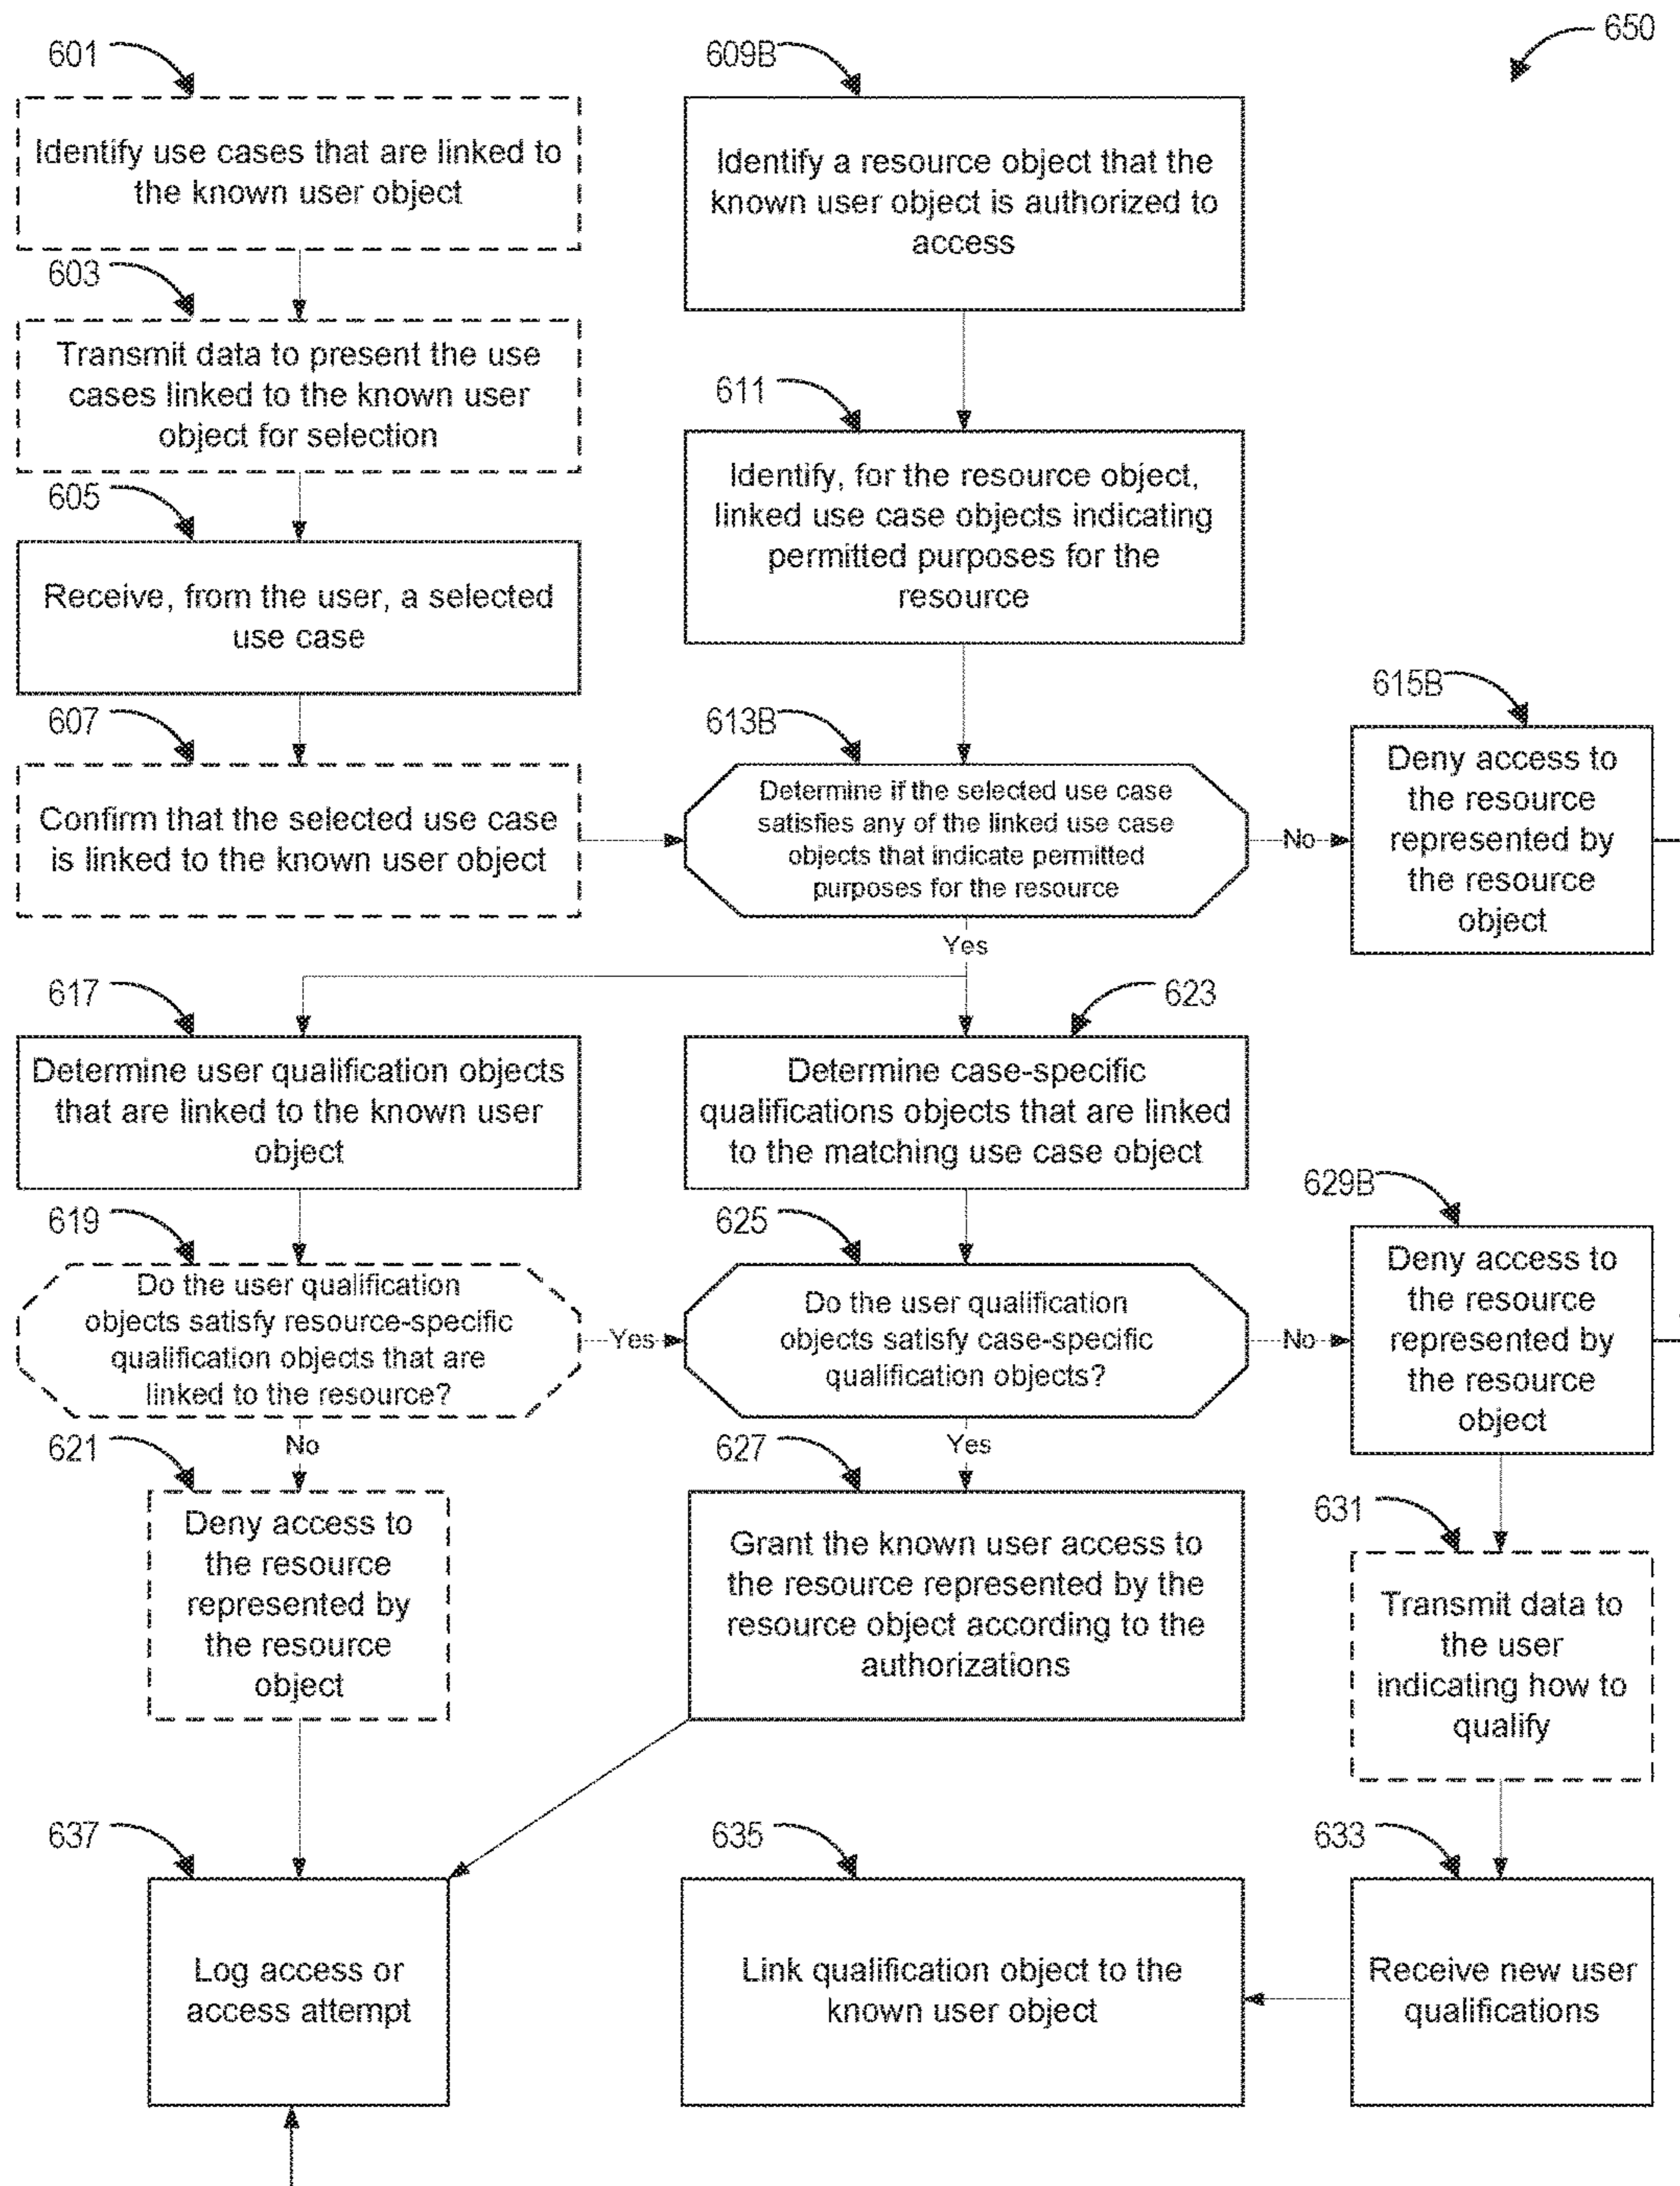 650
601
Identify use cases that are linked to
the known user object
609B
Identify a resource object that the
known user object is authorized to
access
603
Transmit data to present the use
cases linked to the known user
object for selection
611
Identify, for the resource object,
linked use case objects indicating
permitted purposes for the
resource
605
Receive, from the user, a selected
use case
607
Confirm that the selected use case
is linked to the known user object
613B
Determine if the selected use case
satisfies any of the linked use case
objects that indicate permitted
purposes for the resource
No
615B
Deny access to
the resource
represented by
the resource
object
Yes
617
Determine user qualification objects
that are linked to the known user
object
623
Determine case-specific
qualifications objects that are linked
to the matching use case object
619
Do the user qualification
objects satisfy resource-specific
qualification objects that are
linked to the resource?
Yes
625
Do the user qualification
objects satisfy case-specific
qualification objects?
No
629B
Deny access to
the resource
represented by
the resource
object
No
621
Deny access to
the resource
represented by
the resource
object
Yes
627
Grant the known user access to
the resource represented by the
resource object according to the
authorizations
631
Transmit data to
the user
indicating how to
qualify
637
Log access or
access attempt
635
Link qualification object to the
known user object
633
Receive new user
qualifications